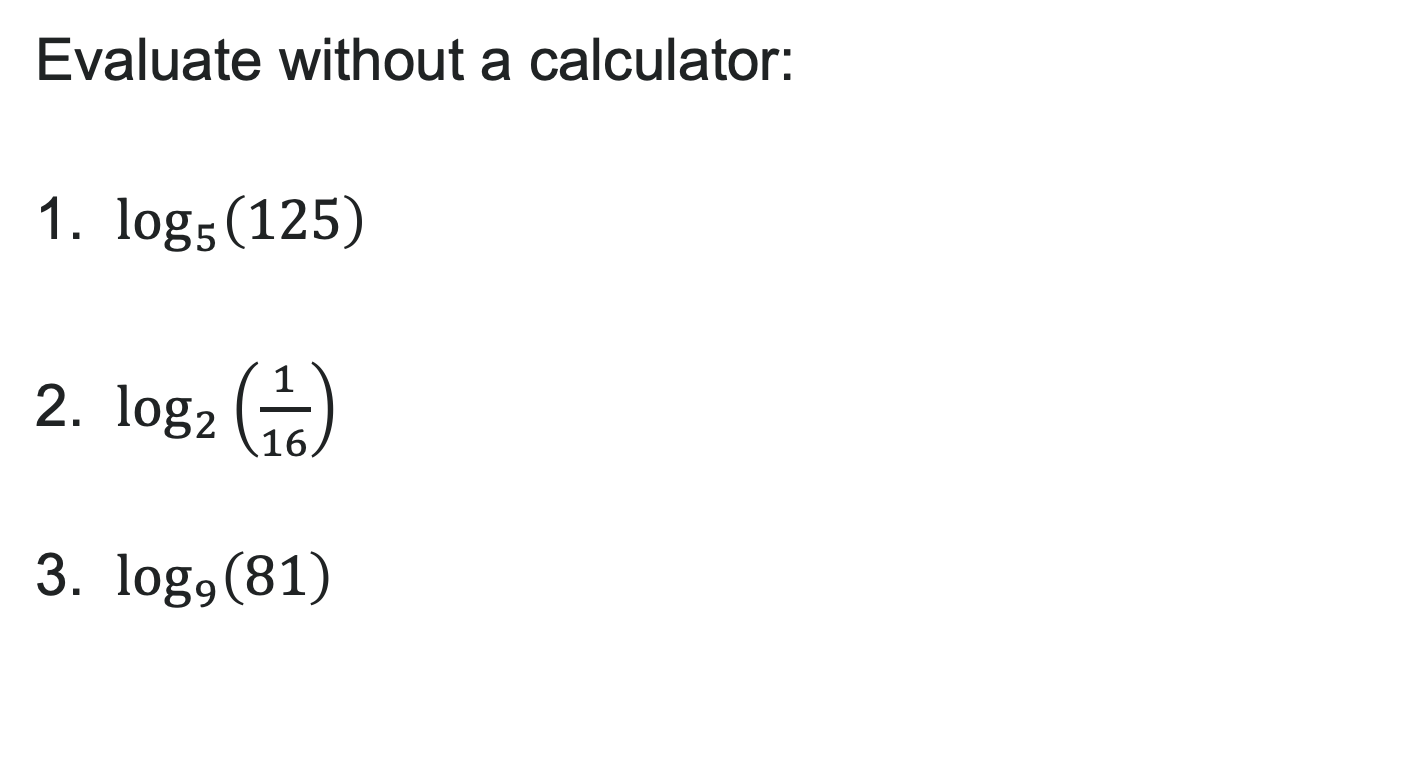 Evaluate without a calculator:
1. log₅(125)
2. log₂(1/16)
3. log₉(81)